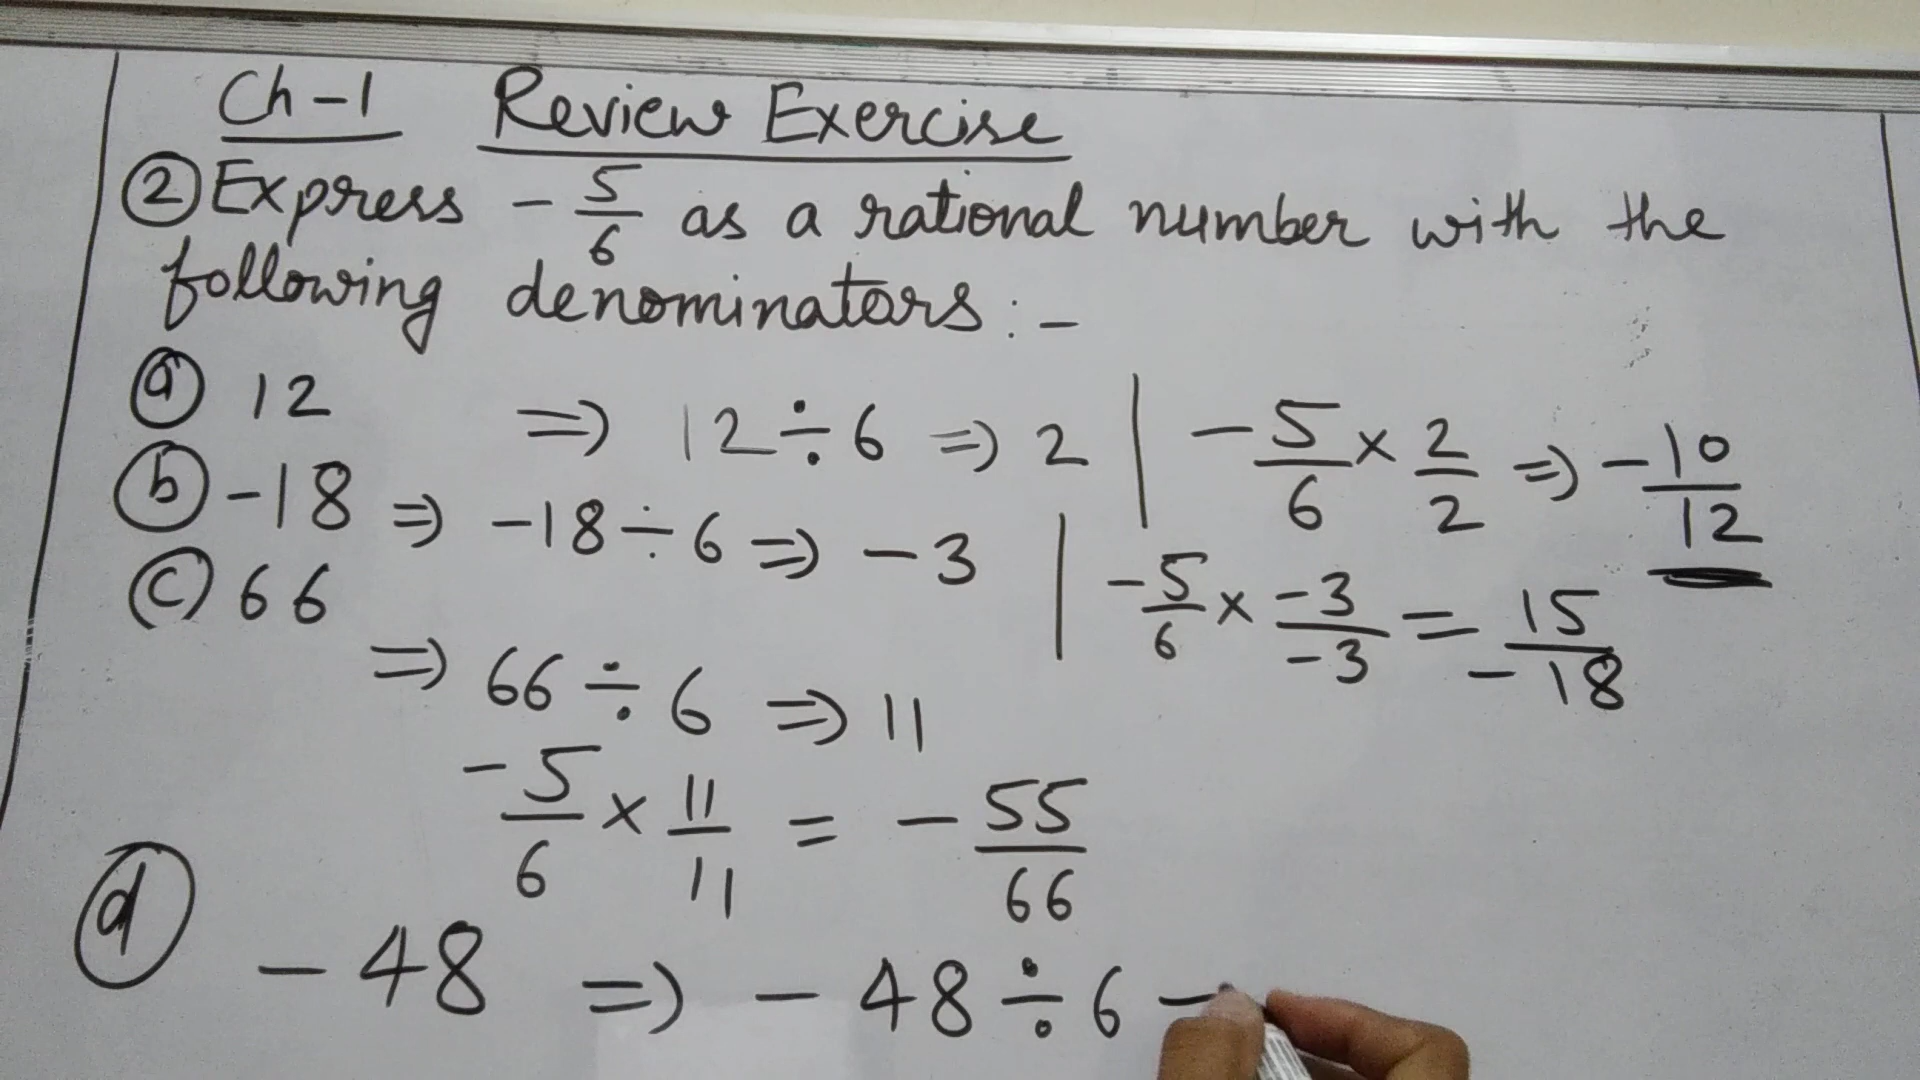 Ch-1 Review Exercise
② Express -5/6 as a rational number with the
following denominators :-
ⓐ 12 => 12 ÷ 6 => 2 | -5/6 × 2/2 => -10/12
ⓑ -18 => -18 ÷ 6 => -3 | -5/6 × -3/-3 = 15/-18
ⓒ 66
=> 66 ÷ 6 => 11
-5/6 × 11/11 = -55/66
ⓓ -48 => -48 ÷ 6 -